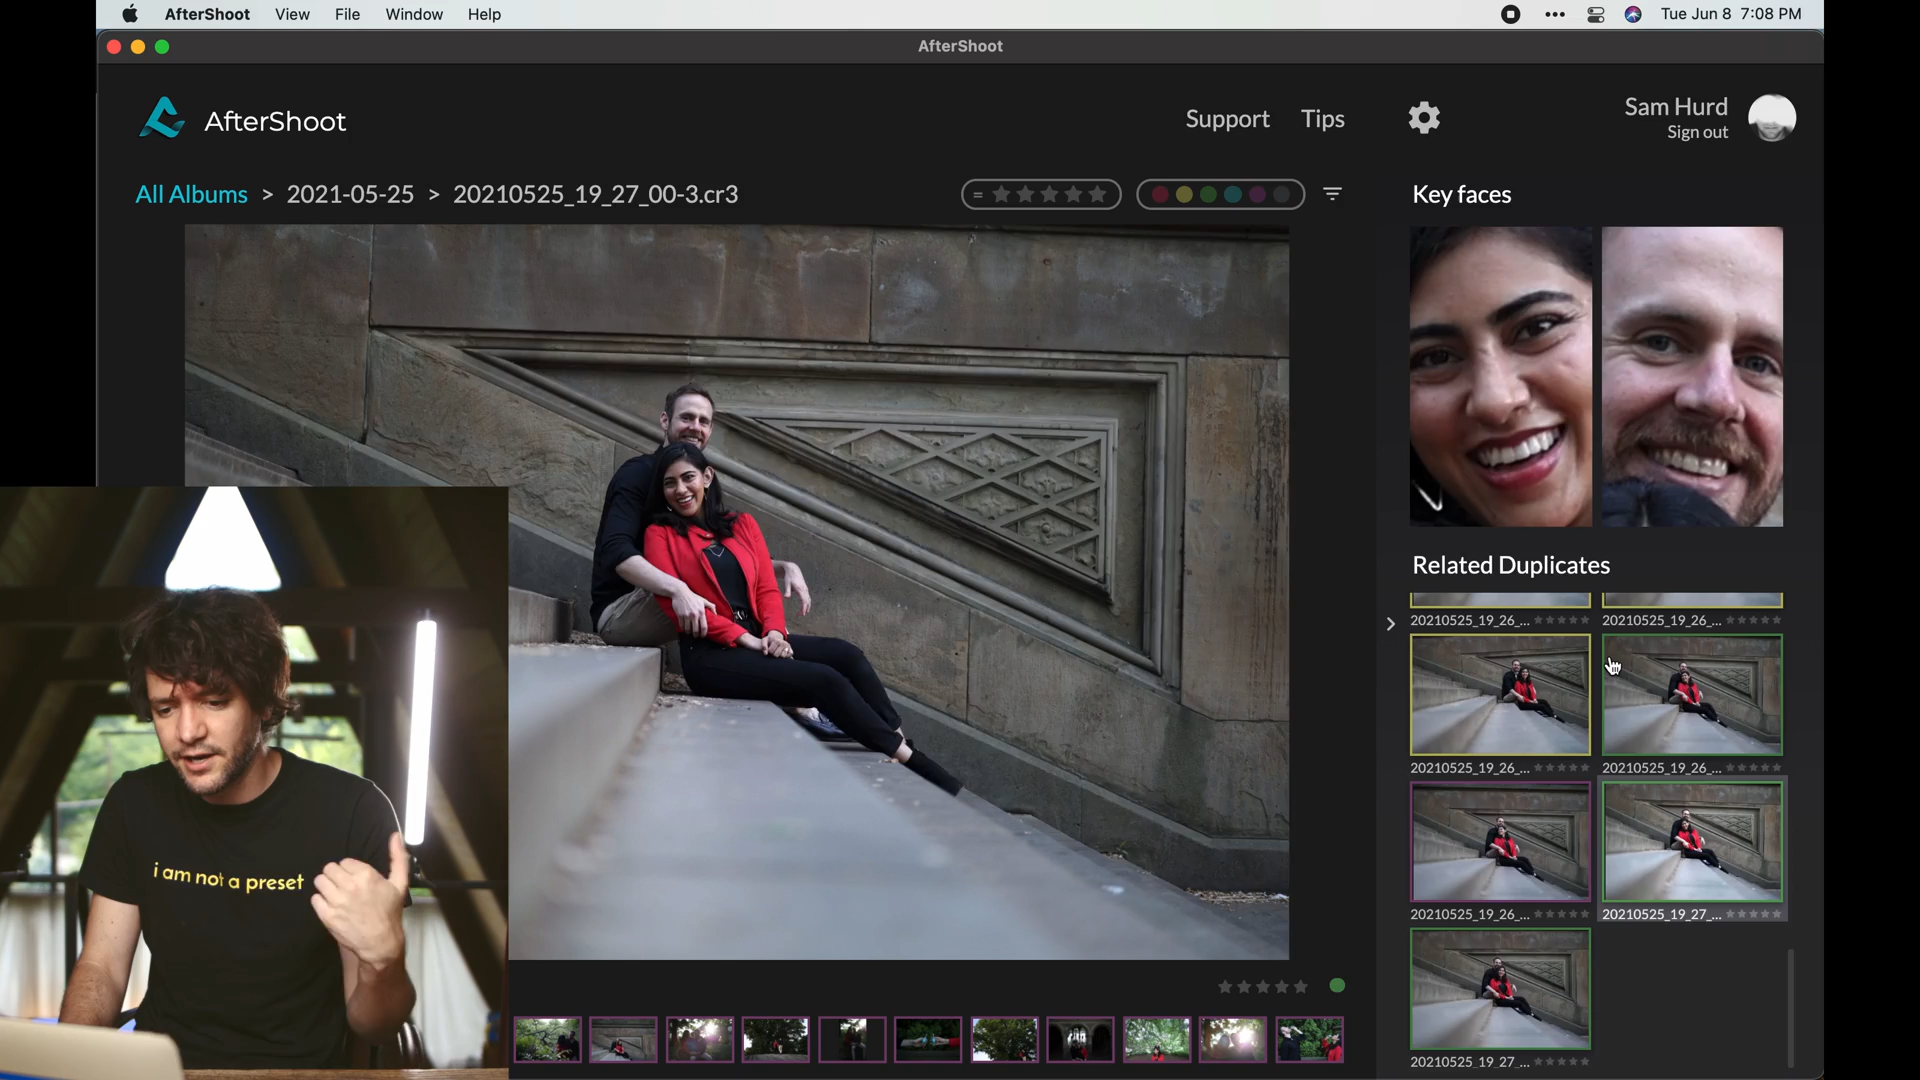 AfterShoot View File Window Help
Tue Jun 8 7:08 PM
AfterShoot
AfterShoot
Support Tips
Sam Hurd
Sign out
All Albums > 2021-05-25 > 20210525_19_27_00-3.cr3
=
Key faces
Related Duplicates
20210525_19_26_... 20210525_19_26_...
20210525_19_26_... 20210525_19_26_...
20210525_19_26_... 20210525_19_27_...
20210525_19_27_...
i am not a preset